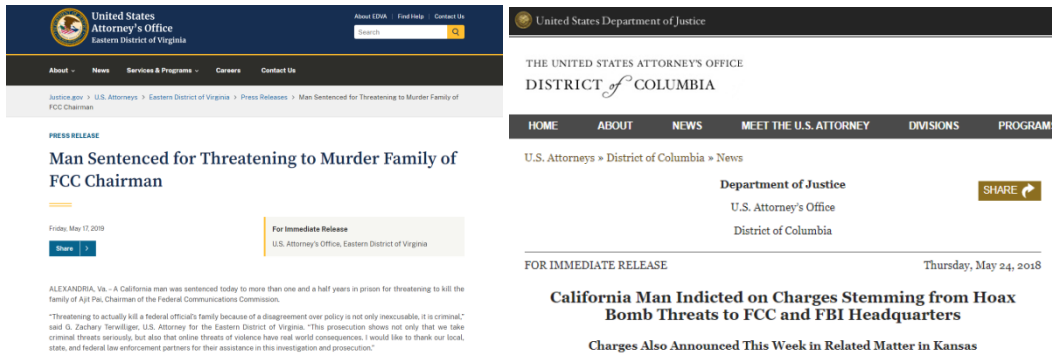 United States
Attorney's Office
Eastern District of Virginia
About EDVA | Find Help | Contact Us
Search
About News Services & Programs Careers Contact Us
Justice.gov > U.S. Attorneys > Eastern District of Virginia > Press Releases > Man Sentenced for Threatening to Murder Family of
FCC Chairman
PRESS RELEASE
Man Sentenced for Threatening to Murder Family of
FCC Chairman
Friday, May 17, 2019
Share >
For Immediate Release
U.S. Attorney's Office, Eastern District of Virginia
ALEXANDRIA, Va. – A California man was sentenced today to more than one and a half years in prison for threatening to kill the
family of Ajit Pai, Chairman of the Federal Communications Commission.
"Threatening to actually kill a federal official's family because of a disagreement over policy is not only inexcusable, it is criminal,"
said G. Zachary Terwilliger, U.S. Attorney for the Eastern District of Virginia. "This prosecution shows not only that we take
criminal threats seriously, but also that online threats of violence have real world consequences. I would like to thank our local,
state, and federal law enforcement partners for their assistance in this investigation and prosecution."
United States Department of Justice
THE UNITED STATES ATTORNEY'S OFFICE
DISTRICT of COLUMBIA
HOME ABOUT NEWS MEET THE U.S. ATTORNEY DIVISIONS PROGRAMS
U.S. Attorneys » District of Columbia » News
Department of Justice
U.S. Attorney's Office
District of Columbia
SHARE
FOR IMMEDIATE RELEASE Thursday, May 24, 2018
California Man Indicted on Charges Stemming from Hoax
Bomb Threats to FCC and FBI Headquarters
Charges Also Announced This Week in Related Matter in Kansas